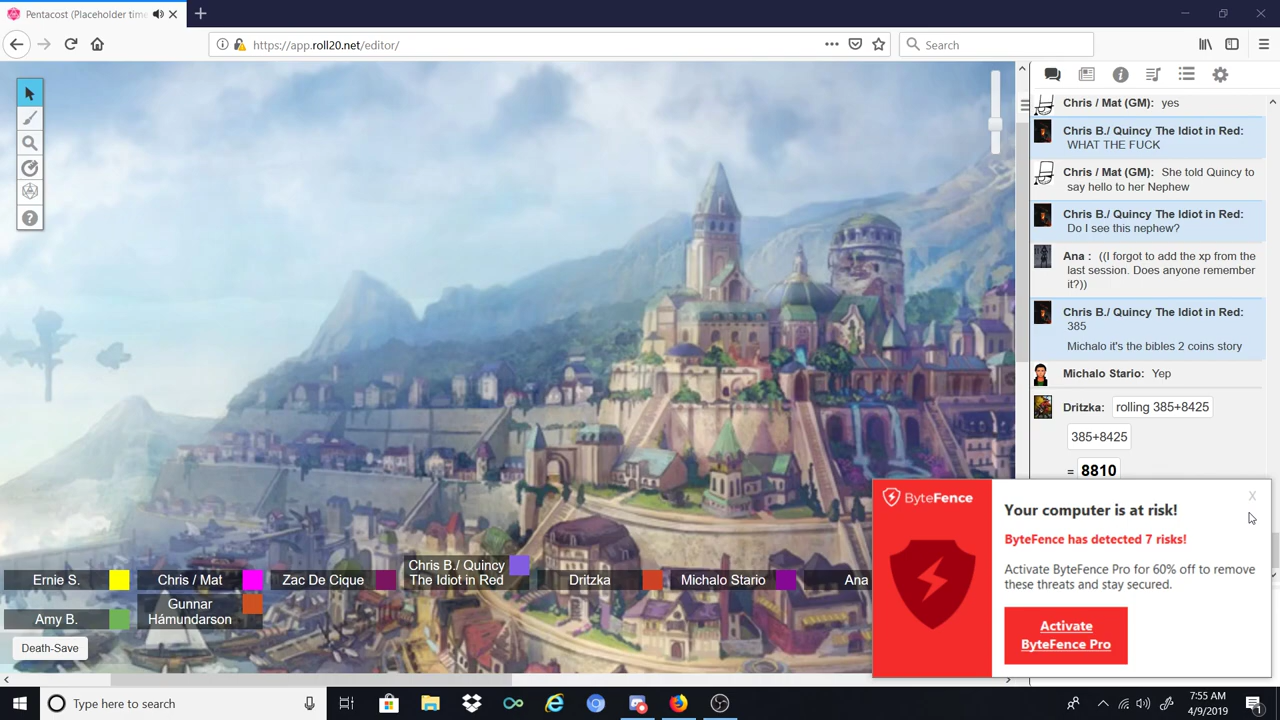 Pentacost (Placeholder time
https://app.roll20.net/editor/
Search
Chris / Mat (GM): yes
Chris B./ Quincy The Idiot in Red:
WHAT THE FUCK
Chris / Mat (GM): She told Quincy to
say hello to her Nephew
Chris B./ Quincy The Idiot in Red:
Do I see this nephew?
Ana : ((I forgot to add the xp from the
last session. Does anyone remember
it?))
Chris B./ Quincy The Idiot in Red:
385
Michalo it's the bibles 2 coins story
Michalo Stario: Yep
Dritzka: rolling 385+8425
385+8425
= 8810
ByteFence
X
Your computer is at risk!
ByteFence has detected 7 risks!
Activate ByteFence Pro for 60% off to remove
these threats and stay secured.
Activate
ByteFence Pro
Ernie S.
Chris / Mat
Zac De Cique
Chris B./ Quincy
The Idiot in Red
Dritzka
Michalo Stario
Ana
Amy B.
Gunnar
Hámundarson
Death-Save
Type here to search
7:55 AM
4/9/2019
1